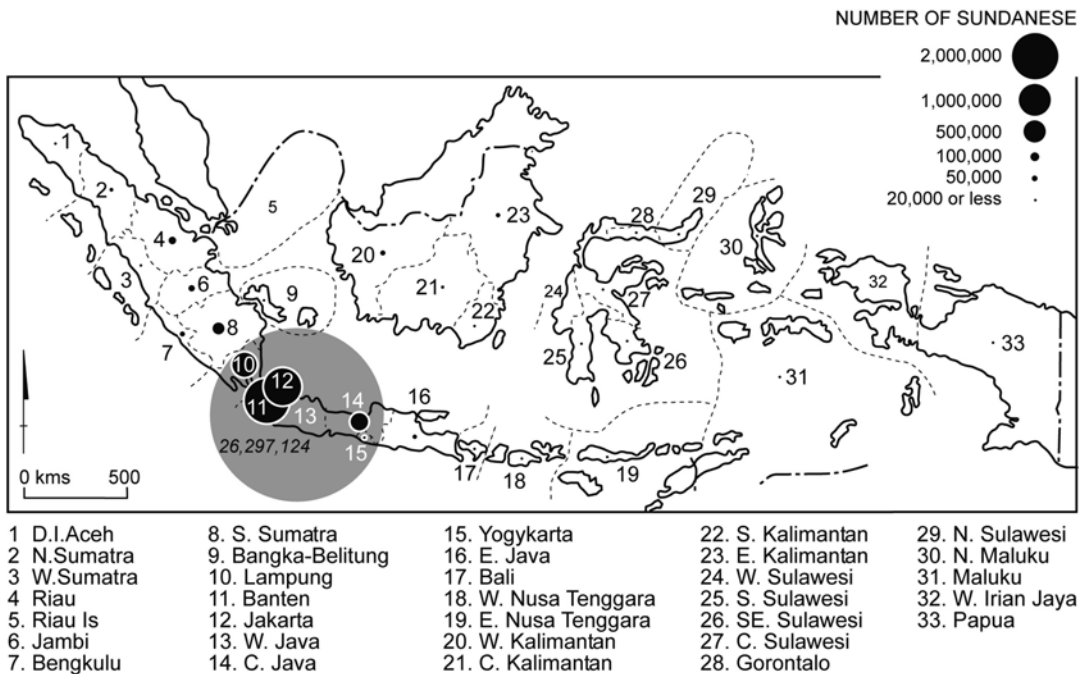 NUMBER OF SUNDANESE
2,000,000
1,000,000
500,000
100,000
50,000
20,000 or less
1
2
3
4
5
6
7
8
9
10
11
12
13
14
15
16
17
18
19
20
21
22
23
24
25
26
27
28
29
30
31
32
33
26,297,124
0 kms 500
1 D.I.Aceh
2 N.Sumatra
3 W.Sumatra
4 Riau
5. Riau Is
6. Jambi
7. Bengkulu
8. S. Sumatra
9. Bangka-Belitung
10. Lampung
11. Banten
12. Jakarta
13. W. Java
14. C. Java
15. Yogykarta
16. E. Java
17. Bali
18. W. Nusa Tenggara
19. E. Nusa Tenggara
20. W. Kalimantan
21. C. Kalimantan
22. S. Kalimantan
23. E. Kalimantan
24. W. Sulawesi
25. S. Sulawesi
26. SE. Sulawesi
27. C. Sulawesi
28. Gorontalo
29. N. Sulawesi
30. N. Maluku
31. Maluku
32. W. Irian Jaya
33. Papua